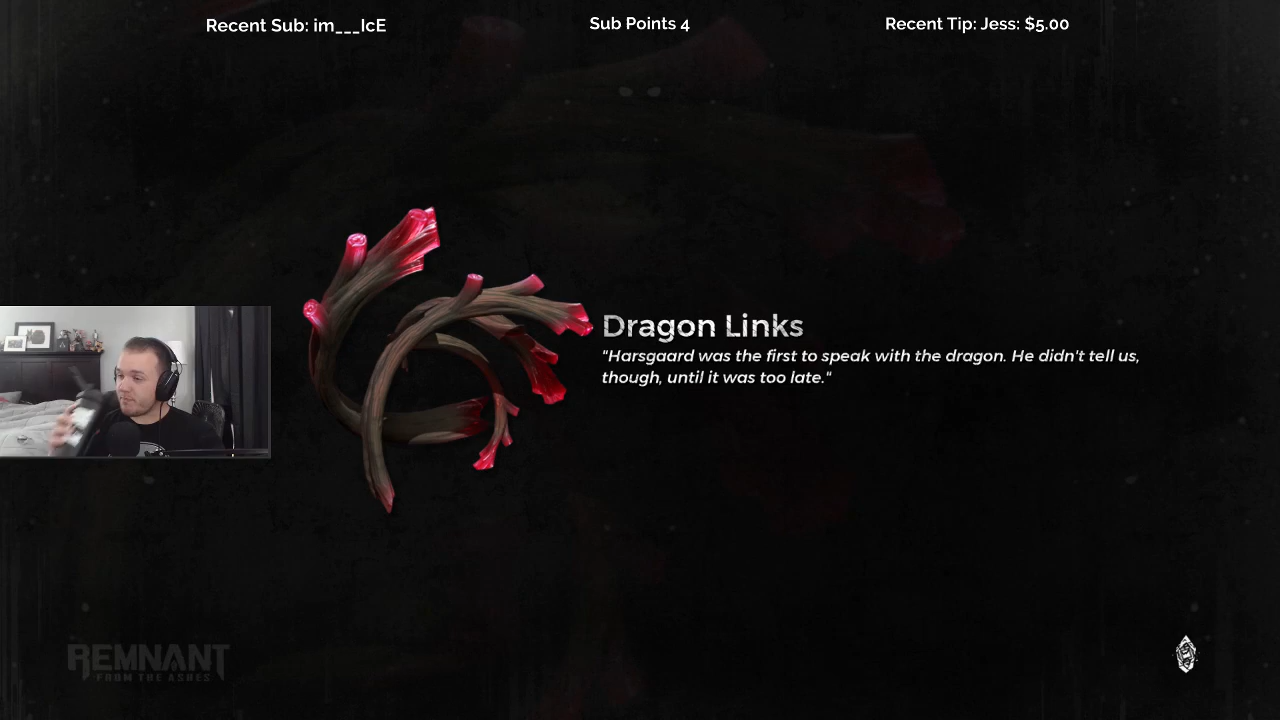 Recent Sub: im___IcE
Sub Points 4
Recent Tip: Jess: $5.00
Dragon Links
"Harsgaard was the first to speak with the dragon. He didn't tell us,
though, until it was too late."
REMNANT
FROM THE ASHES